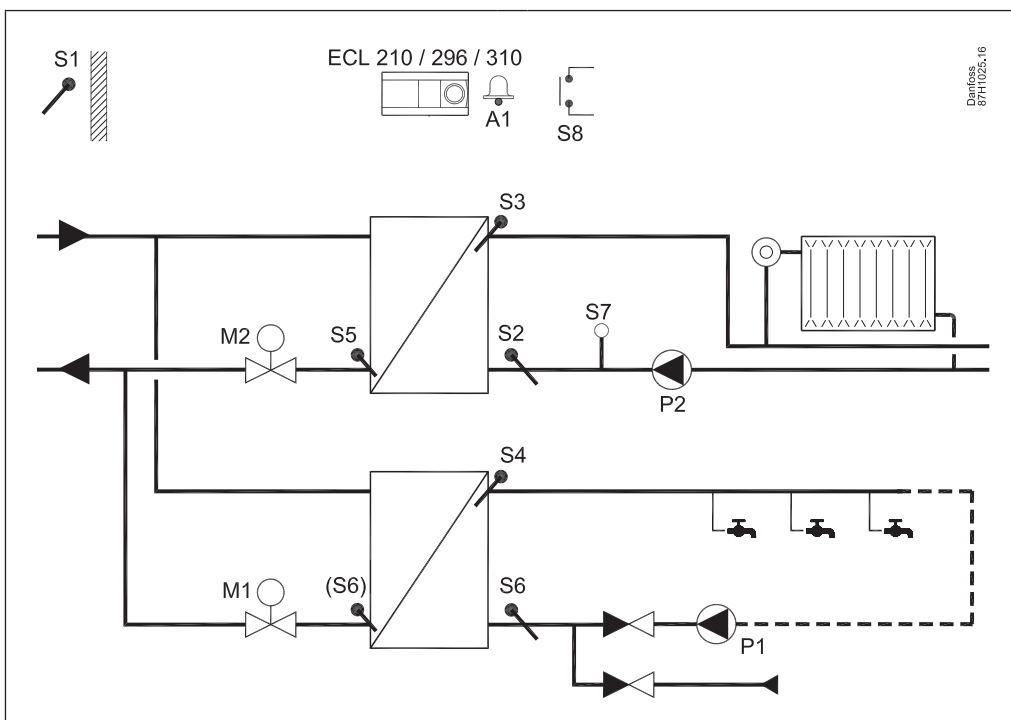 S1
ECL 210 / 296 / 310
A1
S8
Danfoss
87H1025.16
S3
M2
S5
S2
S7
P2
S4
M1
(S6)
S6
P1